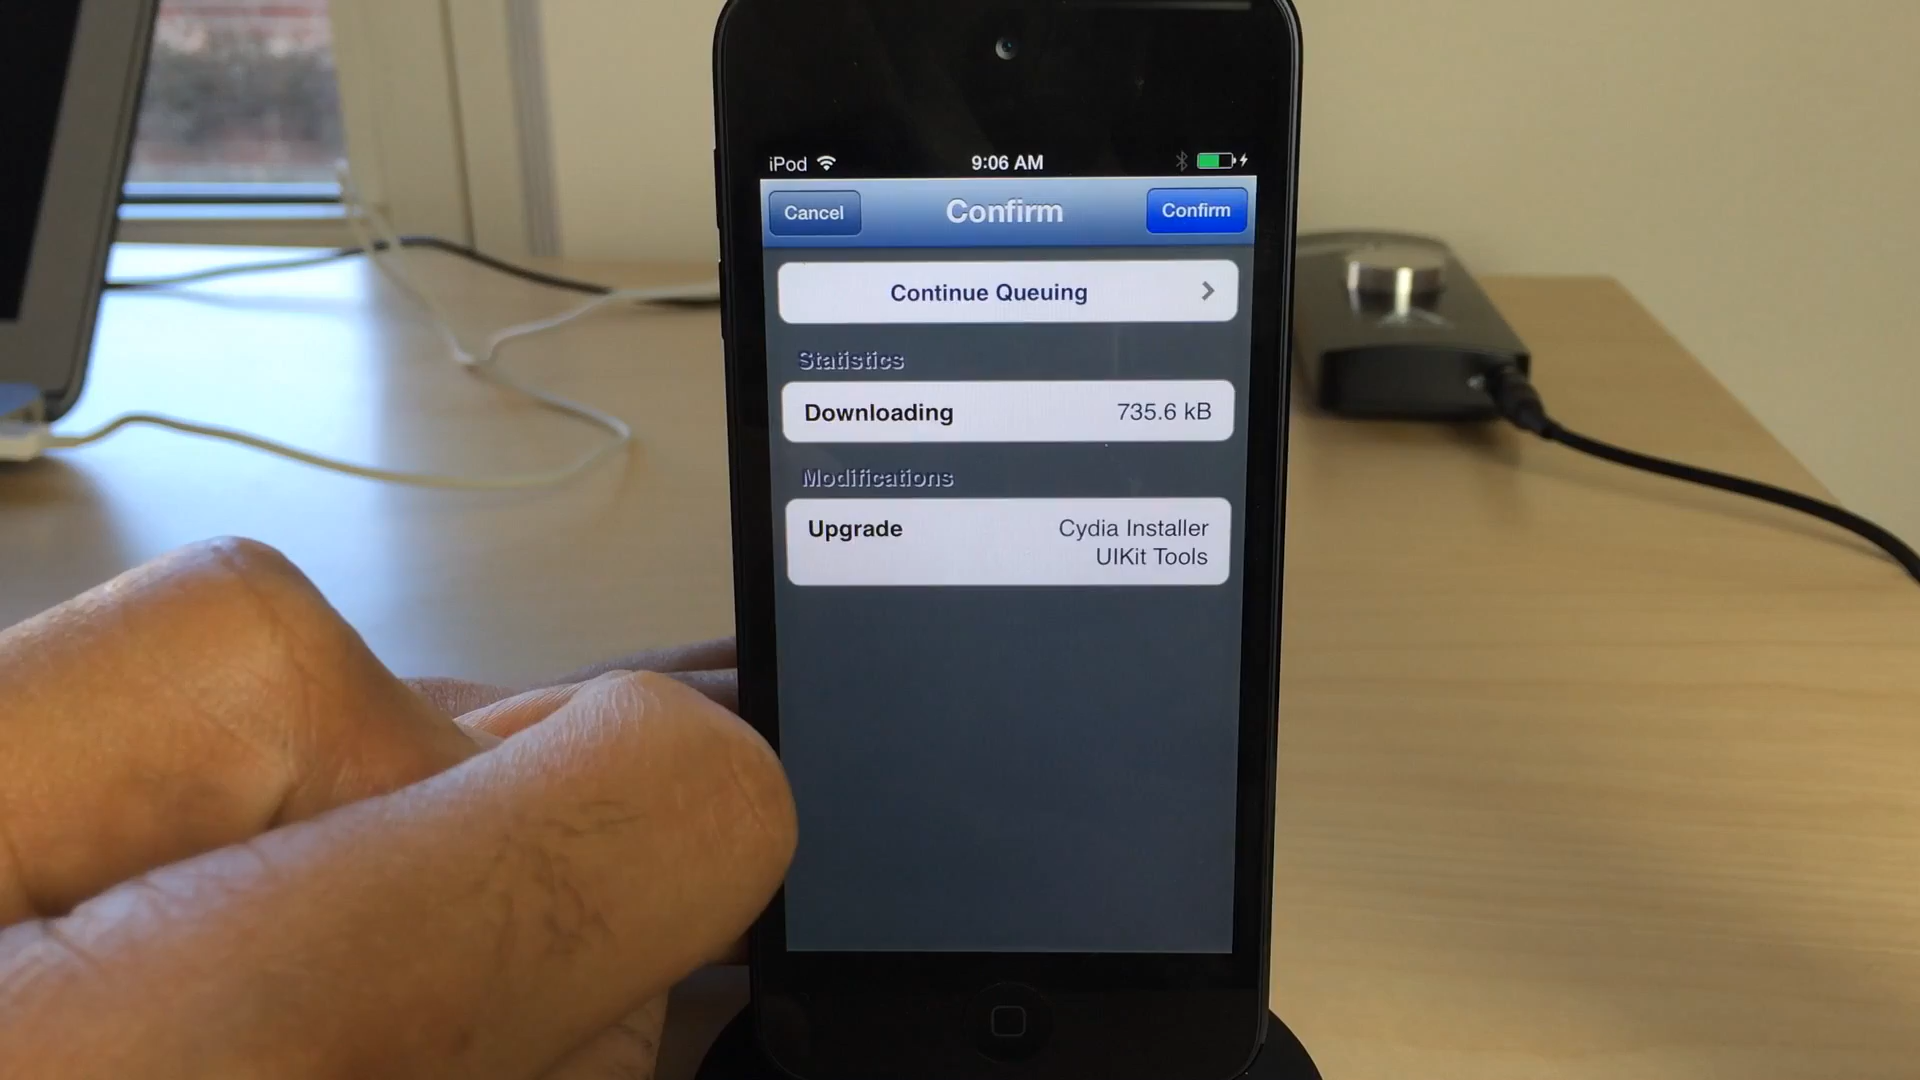 iPod 9:06 AM
Cancel Confirm Confirm
Continue Queuing
Statistics
Downloading 735.6 kB
Modifications
Upgrade Cydia Installer
UIKit Tools